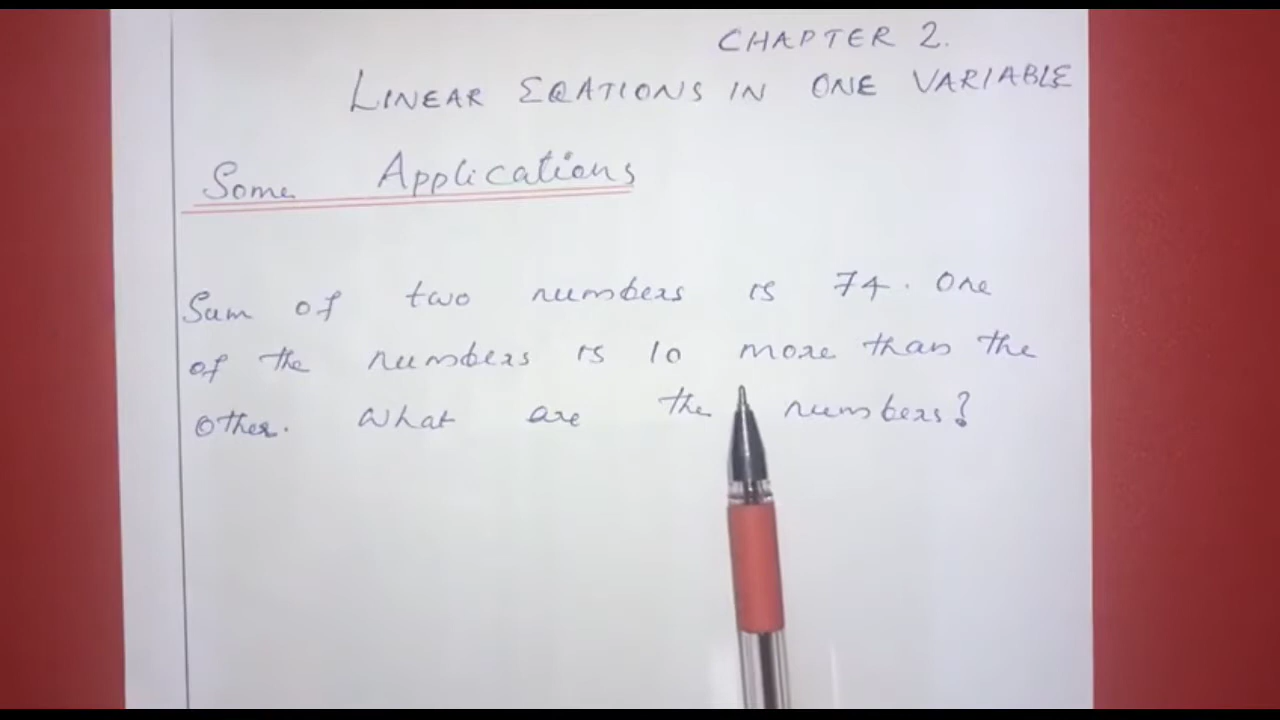 CHAPTER 2.
LINEAR EQATIONS IN ONE VARIABLE
Some Applications
Sum of two numbers is 74. One
of the numbers is 10 more than the
other. What are the numbers?